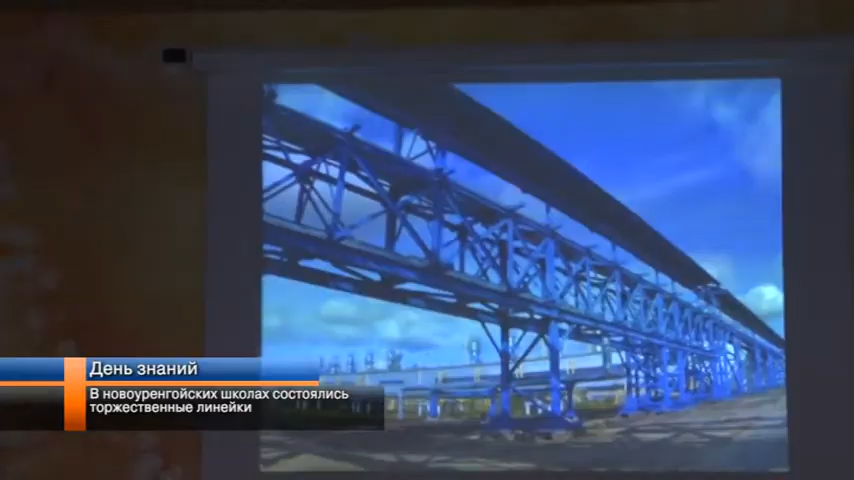 День знаний
В новоуренгойских школах состоялись
торжественные линейки